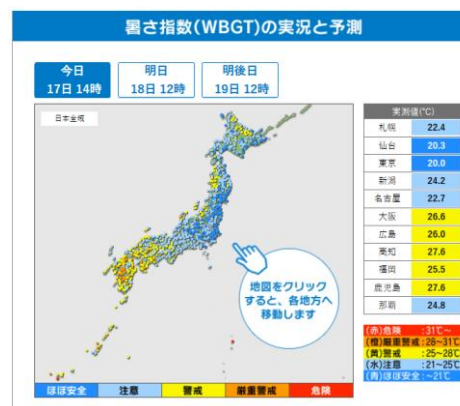 暑さ指数(WBGT)の実況と予測
今日
17日 14時
明日
18日 12時
明後日
19日 12時
日本全域
地図をクリック
すると、各地方へ
移動します
ほぼ安全 注意 警戒 厳重警戒 危険
実測値(℃)
札幌 22.4
仙台 20.3
東京 20.0
新潟 24.2
名古屋 22.7
大阪 26.6
広島 26.0
高知 27.6
福岡 25.5
鹿児島 27.6
那覇 24.8
(赤)危険 :31℃~
(橙)厳重警戒:28~31℃
(黄)警戒 :25~28℃
(水)注意 :21~25℃
(青)ほぼ安全:~21℃